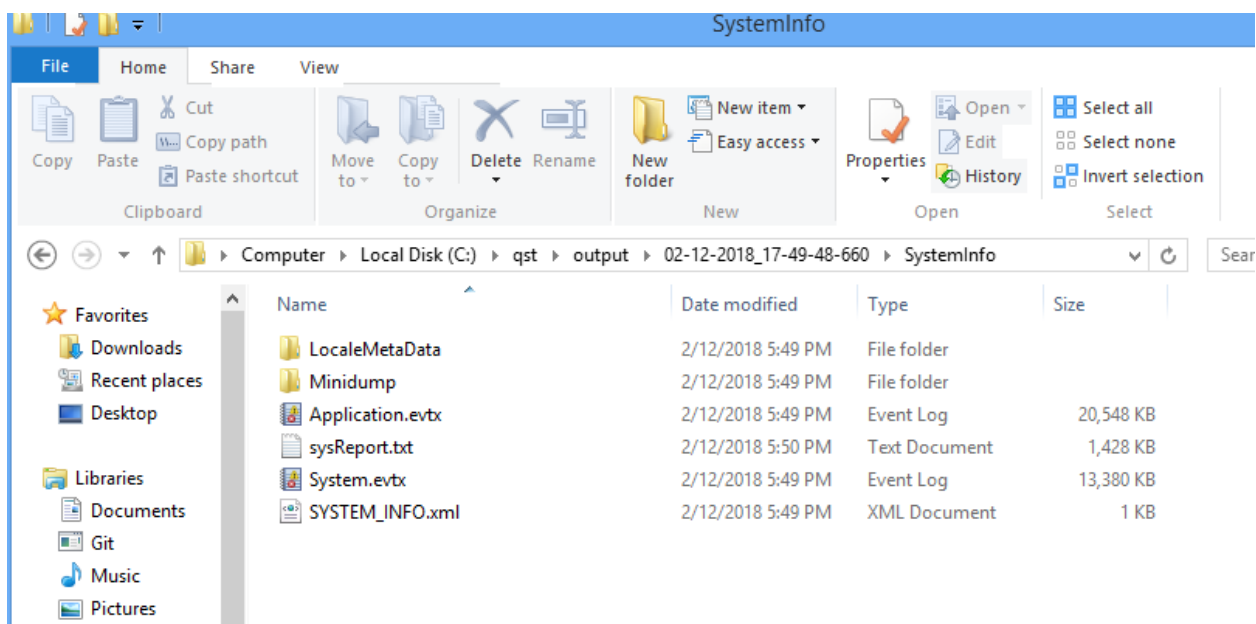 SystemInfo
File Home Share View
Cut
Copy path
Paste shortcut
Copy Paste
Clipboard
Move to Copy to Delete Rename
Organize
New item
Easy access
New folder
New
Properties
Open
Edit
History
Open
Select all
Select none
Invert selection
Select
Computer Local Disk (C:) qst output 02-12-2018_17-49-48-660 SystemInfo Sear
Favorites
Downloads
Recent places
Desktop
Libraries
Documents
Git
Music
Pictures
Name Date modified Type Size
LocaleMetaData 2/12/2018 5:49 PM File folder
Minidump 2/12/2018 5:49 PM File folder
Application.evtx 2/12/2018 5:49 PM Event Log 20,548 KB
sysReport.txt 2/12/2018 5:50 PM Text Document 1,428 KB
System.evtx 2/12/2018 5:49 PM Event Log 13,380 KB
SYSTEM_INFO.xml 2/12/2018 5:49 PM XML Document 1 KB